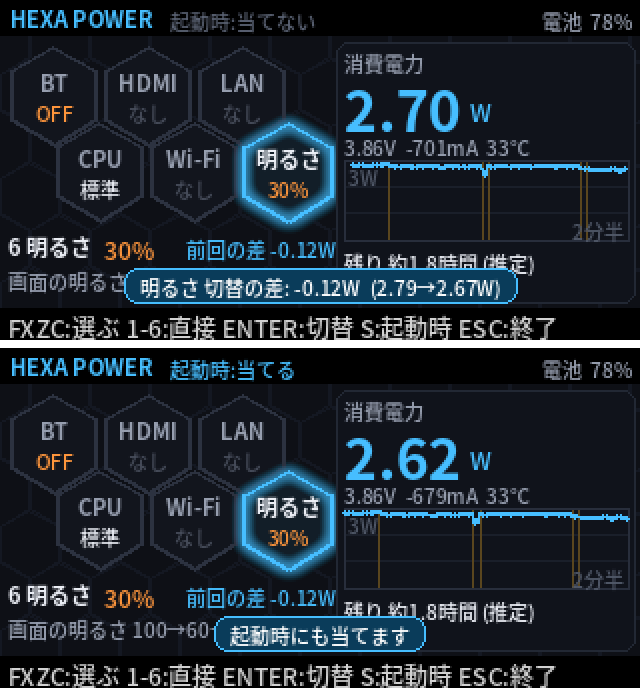 HEXA POWER 起動時:当てない 電池 78%
BT HDMI LAN
OFF なし なし
CPU Wi-Fi 明るさ
標準 なし 30%
消費電力
2.70 W
3.86V -701mA 33°C
3W
2分半
6 明るさ 30% 前回の差 -0.12W
残り 約1.8時間 (推定)
画面の明るさ
明るさ 切替の差: -0.12W (2.79→2.67W)
FXZC:選ぶ 1-6:直接 ENTER:切替 S:起動時 ESC:終了
HEXA POWER 起動時:当てる 電池 78%
BT HDMI LAN
OFF なし なし
CPU Wi-Fi 明るさ
標準 なし 30%
消費電力
2.62 W
3.86V -679mA 33°C
3W
2分半
6 明るさ 30% 前回の差 -0.12W
残り 約1.8時間 (推定)
画面の明るさ 100→60
起動時にも当てます
FXZC:選ぶ 1-6:直接 ENTER:切替 S:起動時 ESC:終了